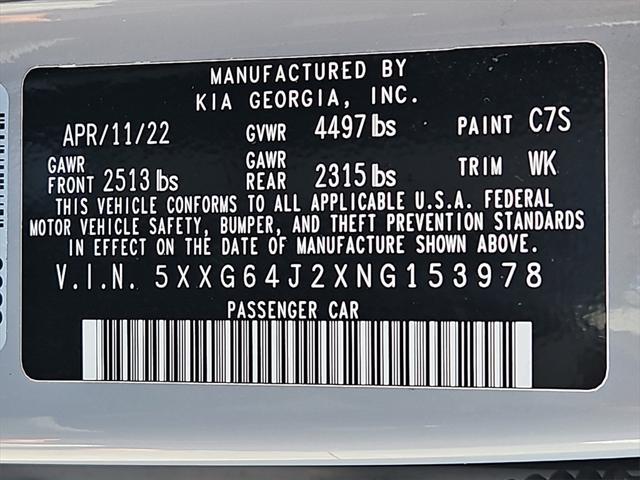 MANUFACTURED BY
KIA GEORGIA, INC.
APR/11/22 GVWR 4497 lbs PAINT C7S
GAWR FRONT 2513 lbs GAWR REAR 2315 lbs TRIM WK
THIS VEHICLE CONFORMS TO ALL APPLICABLE U.S.A. FEDERAL
MOTOR VEHICLE SAFETY, BUMPER, AND THEFT PREVENTION STANDARDS
IN EFFECT ON THE DATE OF MANUFACTURE SHOWN ABOVE.
V.I.N. 5XXG64J2XNG153978
PASSENGER CAR